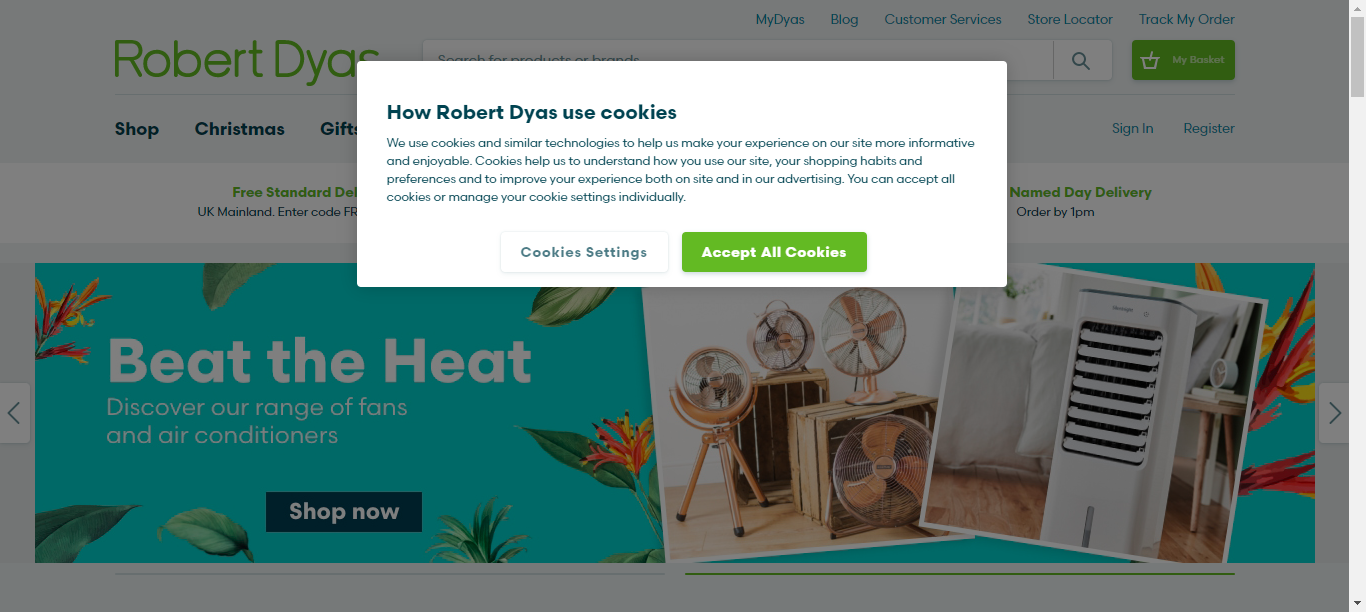 MyDyas Blog Customer Services Store Locator Track My Order
Robert Dyas
Search for products or brands
My Basket
Shop Christmas Gifts
Sign In Register
How Robert Dyas use cookies
We use cookies and similar technologies to help us make your experience on our site more informative
and enjoyable. Cookies help us to understand how you use our site, your shopping habits and
preferences and to improve your experience both on site and in our advertising. You can accept all
cookies or manage your cookie settings individually.
Cookies Settings Accept All Cookies
Free Standard Del
UK Mainland. Enter code FR
Named Day Delivery
Order by 1pm
Beat the Heat
Discover our range of fans
and air conditioners
Shop now